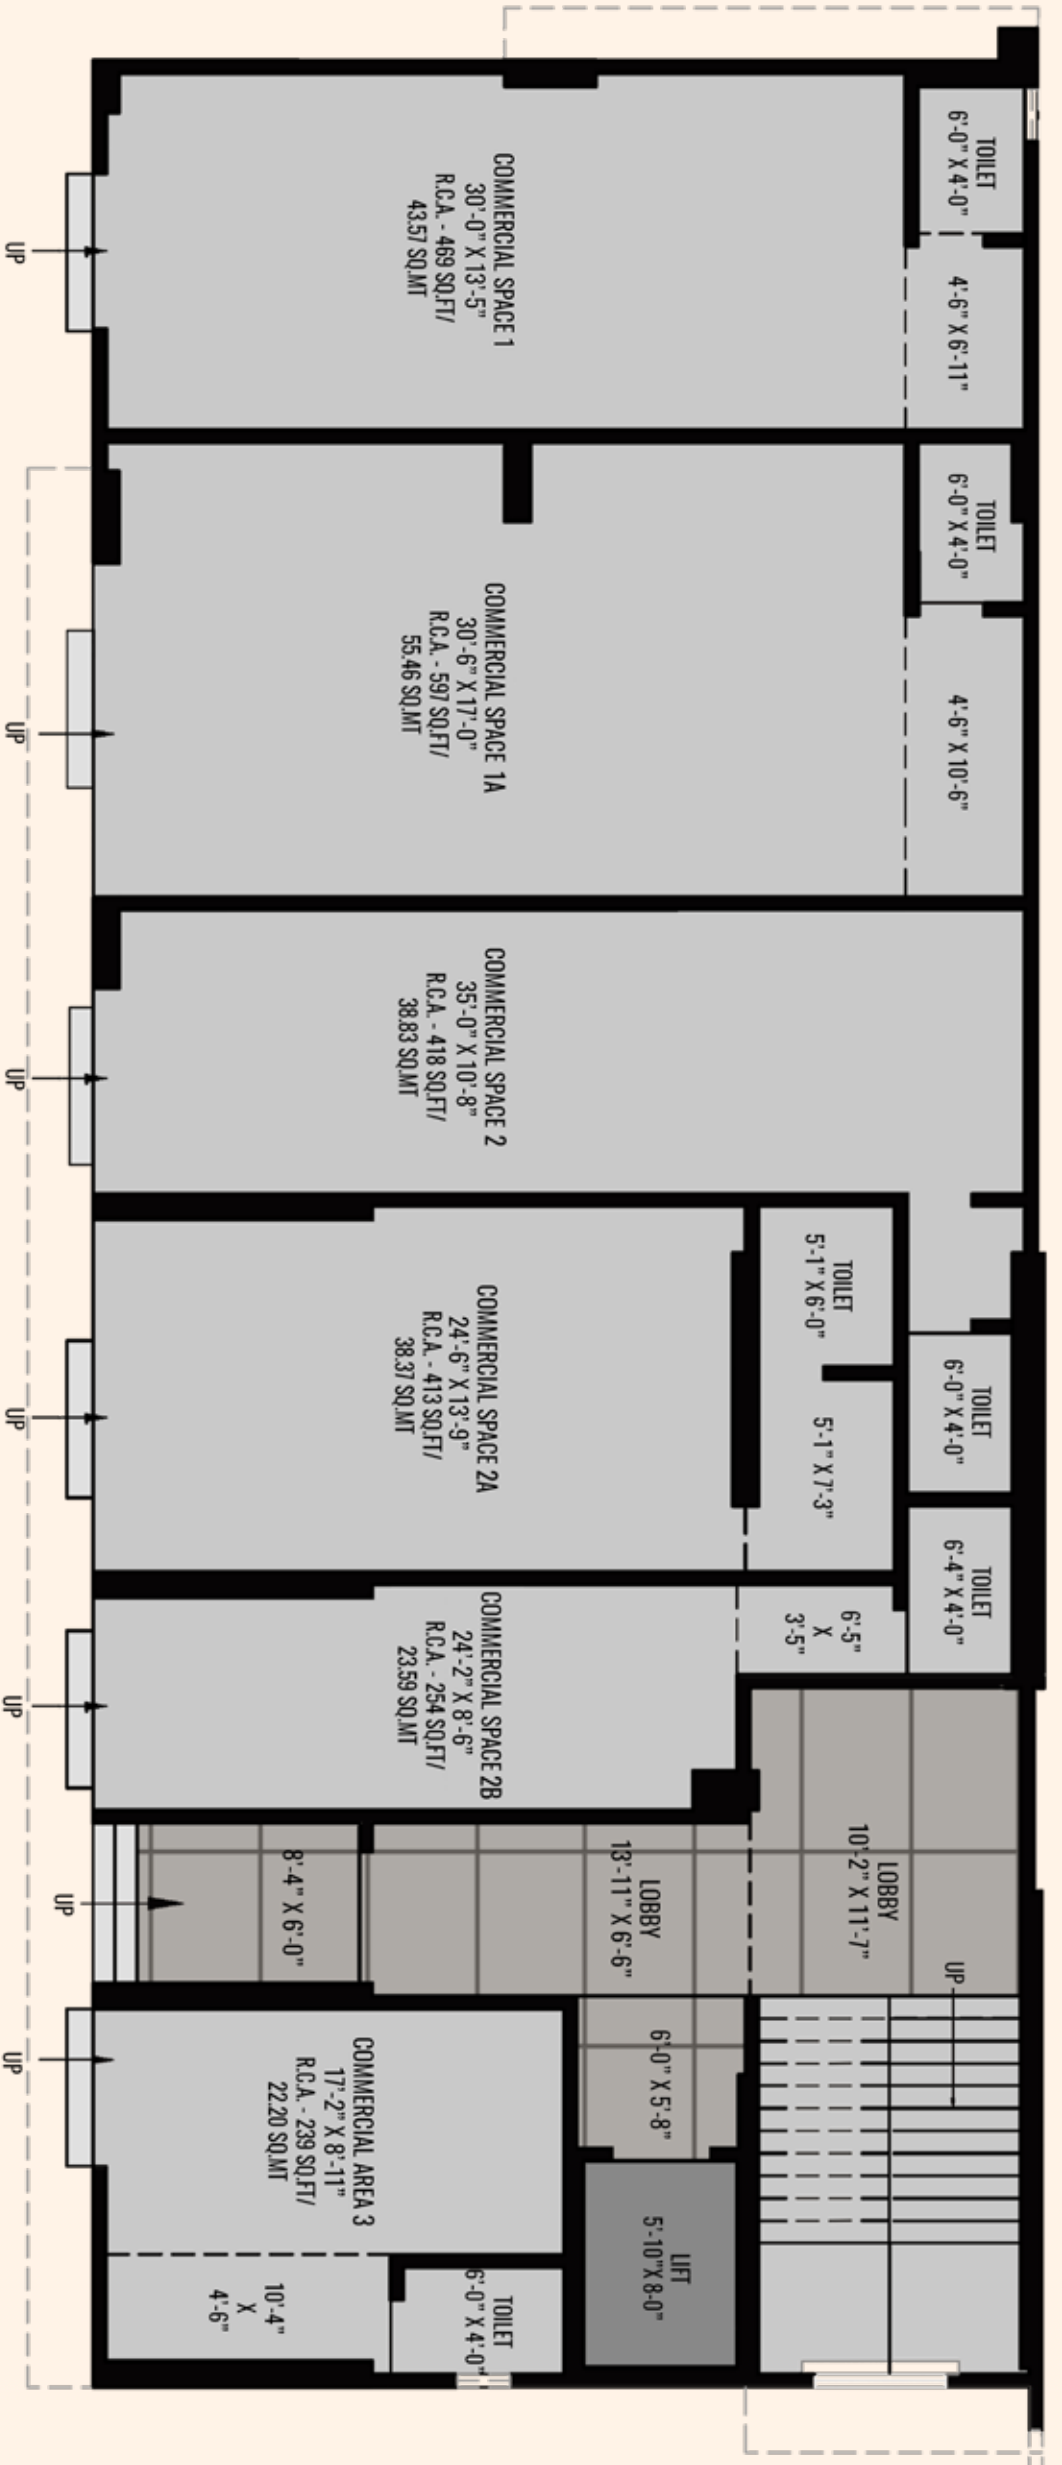 TOILET
6'-0" X 4'-0"
4'-6" X 6'-11"
COMMERCIAL SPACE 1
30'-0" X 13'-5"
R.C.A. - 469 SQ.FT/
43.57 SQ.MT
UP
TOILET
6'-0" X 4'-0"
4'-6" X 10'-6"
COMMERCIAL SPACE 1A
30'-6" X 17'-0"
R.C.A. - 597 SQ.FT/
55.46 SQ.MT
UP
COMMERCIAL SPACE 2
35'-0" X 10'-8"
R.C.A. - 418 SQ.FT/
38.83 SQ.MT
UP
TOILET
6'-0" X 4'-0"
TOILET
5'-1" X 6'-0"
5'-1" X 7'-3"
COMMERCIAL SPACE 2A
24'-6" X 13'-9"
R.C.A. - 413 SQ.FT/
38.37 SQ.MT
UP
TOILET
6'-4" X 4'-0"
6'-5"
X
3'-5"
COMMERCIAL SPACE 2B
24'-2" X 8'-6"
R.C.A. - 254 SQ.FT/
23.59 SQ.MT
UP
LOBBY
10'-2" X 11'-7"
LOBBY
13'-11" X 6'-6"
8'-4" X 6'-0"
UP
UP
6'-0" X 5'-8"
LIFT
5'-10"X 8-0"
COMMERCIAL AREA 3
17'-2" X 8'-11"
R.C.A. - 239 SQ.FT/
22.20 SQ.MT
UP
TOILET
6'-0" X 4'-0"
10'-4"
X
4'-6"